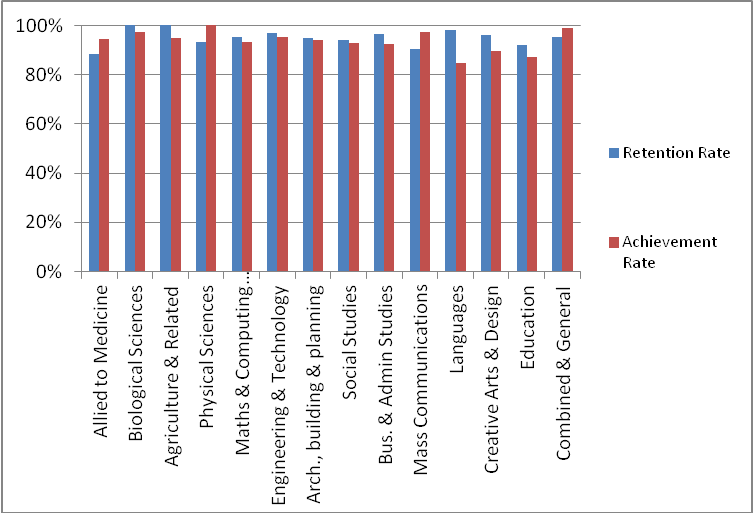 100%
80%
60%
40%
20%
0%
Allied to Medicine
Biological Sciences
Agriculture & Related
Physical Sciences
Maths & Computing...
Engineering & Technology
Arch., building & planning
Social Studies
Bus. & Admin Studies
Mass Communications
Languages
Creative Arts & Design
Education
Combined & General
Retention Rate
Achievement
Rate